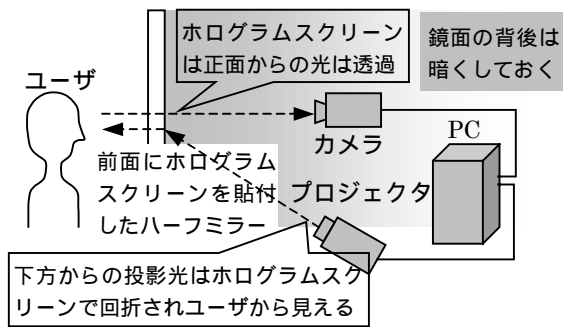 ホログラムスクリーン
は正面からの光は透過
鏡面の背後は
暗くしておく
ユーザ
カメラ
PC
前面にホログラム
スクリーンを貼付
したハーフミラー
プロジェクタ
下方からの投影光はホログラムスク
リーンで回折されユーザから見える